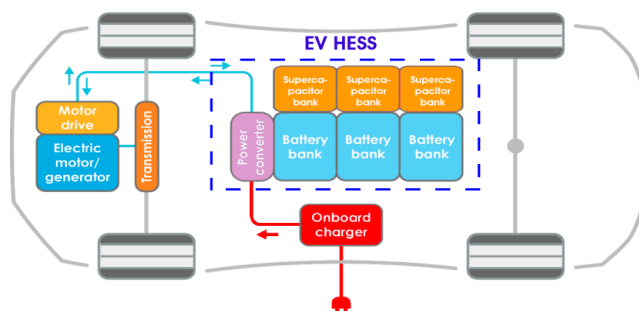 EV HESS
Superca-
pacitor
bank
Superca-
pacitor
bank
Superca-
pacitor
bank
Motor
drive
Electric
motor/
generator
Transmission
Power
converter
Battery
bank
Battery
bank
Battery
bank
Onboard
charger